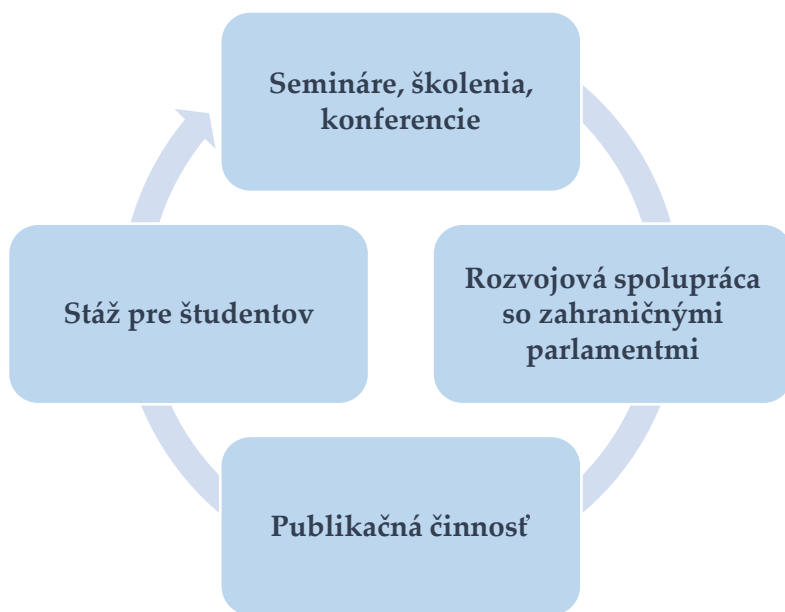 Semináre, školenia,
konferencie
Rozvojová spolupráca
so zahraničnými
parlamentmi
Publikačná činnosť
Stáž pre študentov